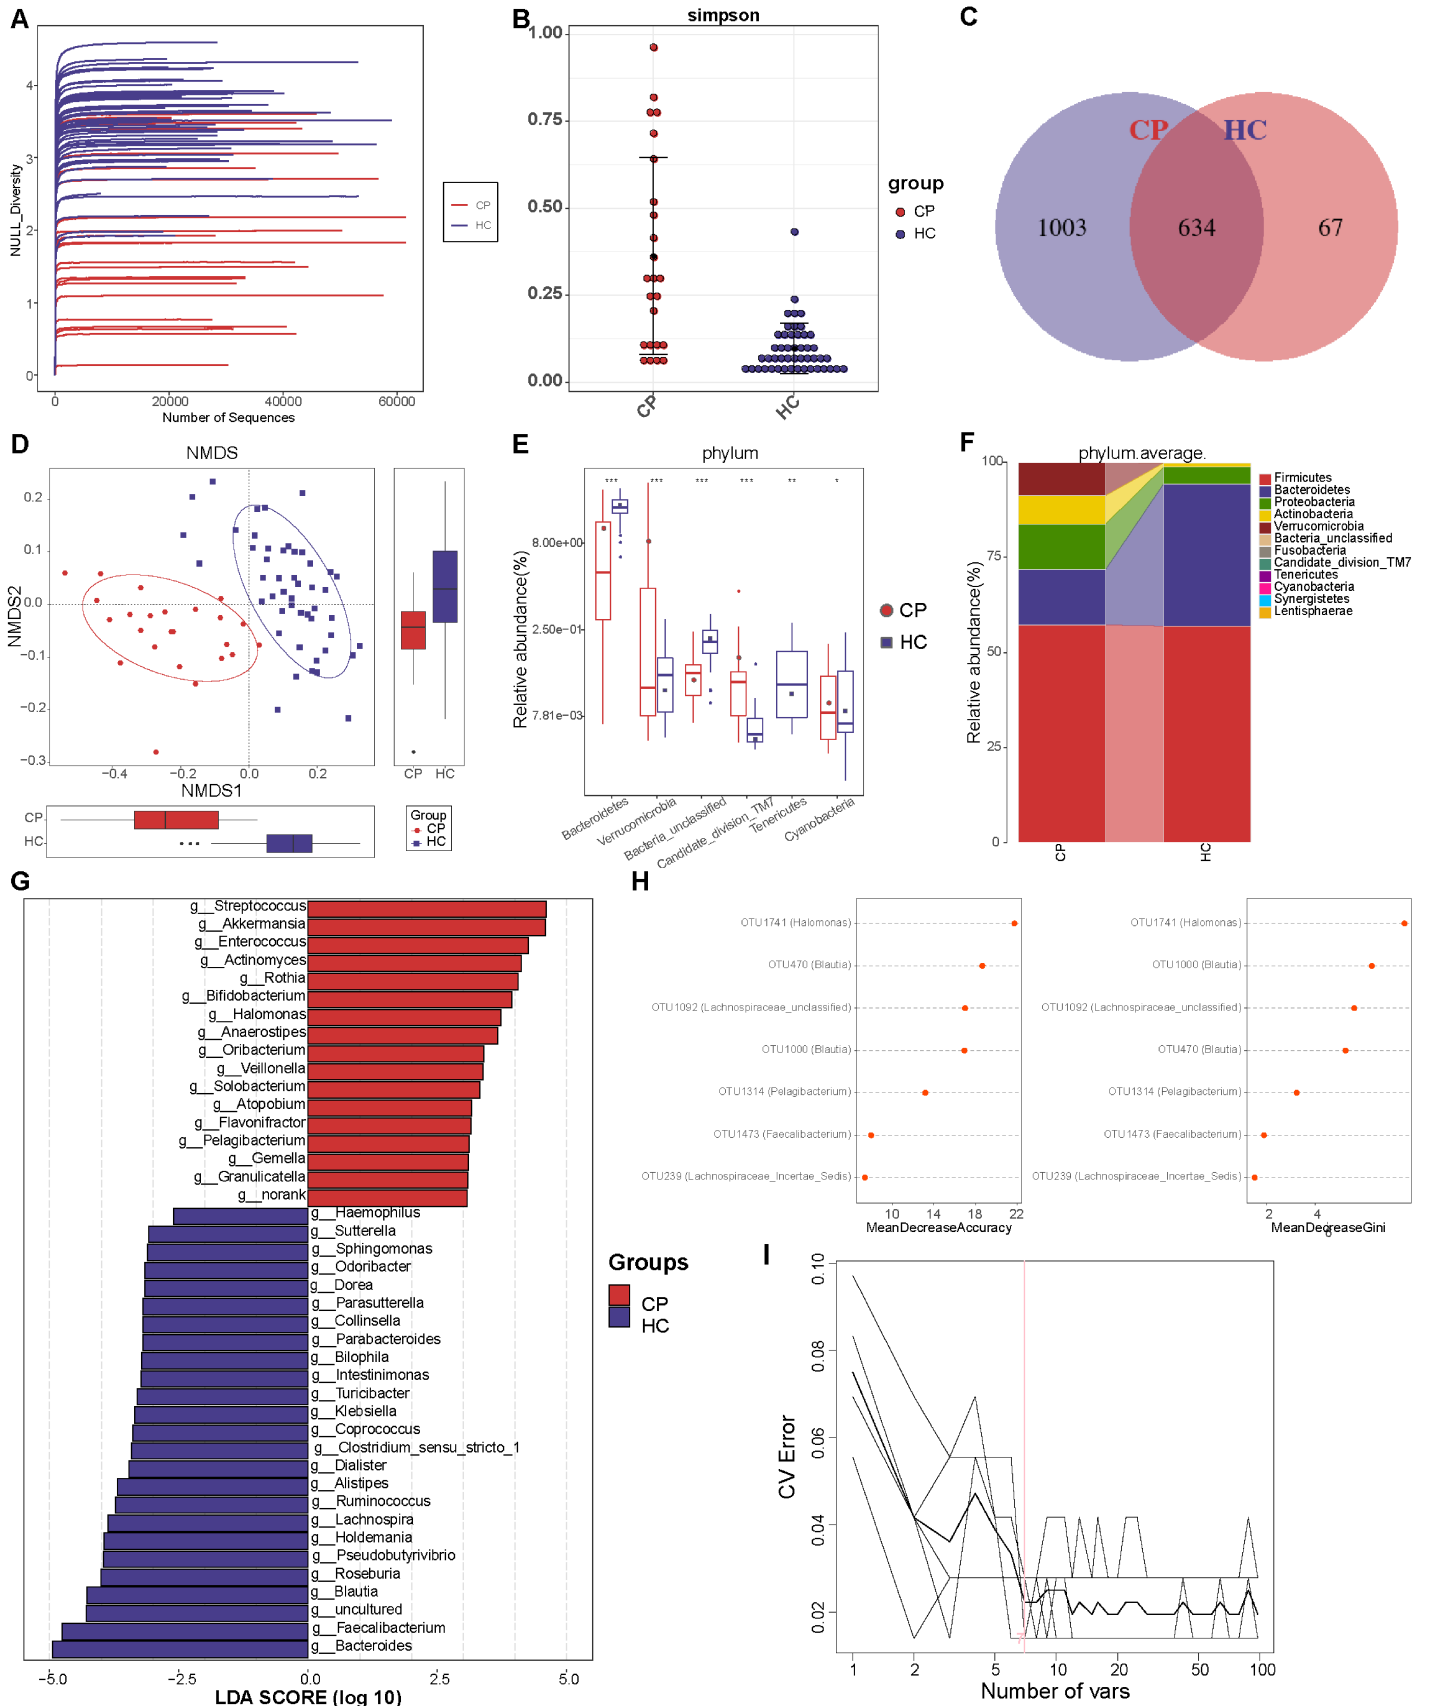 A
NULL_Diversity
4
3
2
1
0
0
20000
40000
60000
Number of Sequences
CP
HC
B
simpson
1.00
0.75
0.50
0.25
0.00
CP
HC
group
CP
HC
C
CP
HC
1003
634
67
D
NMDS
NMDS2
0.2
0.1
0.0
−0.1
−0.2
−0.3
−0.4
−0.2
0.0
0.2
NMDS1
CP
HC
CP
HC
Group
CP
HC
E
phylum
Relative abundance(%)
***
***
***
***
**
*
8.00e+00
2.50e−01
7.81e−03
Bacteroidetes
Verrucomicrobia
Bacteria_unclassified
Candidate_division_TM7
Tenericutes
Cyanobacteria
CP
HC
F
phylum.average.
Relative abundance(%)
100
75
50
25
0
CP
HC
Firmicutes
Bacteroidetes
Proteobacteria
Actinobacteria
Verrucomicrobia
Bacteria_unclassified
Fusobacteria
Candidate_division_TM7
Tenericutes
Cyanobacteria
Synergistetes
Lentisphaerae
G
g__Streptococcus
g__Akkermansia
g__Enterococcus
g__Actinomyces
g__Rothia
g__Bifidobacterium
g__Halomonas
g__Anaerostipes
g__Oribacterium
g__Veillonella
g__Solobacterium
g__Atopobium
g__Flavonifractor
g__Pelagibacterium
g__Gemella
g__Granulicatella
g__norank
g__Haemophilus
g__Sutterella
g__Sphingomonas
g__Odoribacter
g__Dorea
g__Parasutterella
g__Collinsella
g__Parabacteroides
g__Bilophila
g__Intestinimonas
g__Turicibacter
g__Klebsiella
g__Coprococcus
g__Clostridium_sensu_stricto_1
g__Dialister
g__Alistipes
g__Ruminococcus
g__Lachnospira
g__Holdemania
g__Pseudobutyrivibrio
g__Roseburia
g__Blautia
g__uncultured
g__Faecalibacterium
g__Bacteroides
−5.0
−2.5
0.0
2.5
5.0
LDA SCORE (log 10)
Groups
CP
HC
H
OTU1741 (Halomonas)
OTU470 (Blautia)
OTU1092 (Lachnospiraceae_unclassified)
OTU1000 (Blautia)
OTU1314 (Pelagibacterium)
OTU1473 (Faecalibacterium)
OTU239 (Lachnospiraceae_Incertae_Sedis)
10
14
18
22
MeanDecreaseAccuracy
OTU1741 (Halomonas)
OTU1000 (Blautia)
OTU1092 (Lachnospiraceae_unclassified)
OTU470 (Blautia)
OTU1314 (Pelagibacterium)
OTU1473 (Faecalibacterium)
OTU239 (Lachnospiraceae_Incertae_Sedis)
2
4
6
MeanDecreaseGini
I
CV Error
0.10
0.08
0.06
0.04
0.02
1
2
5
10
20
50
100
Number of vars